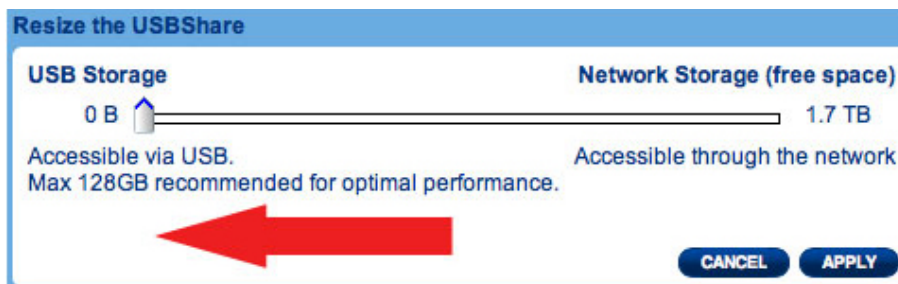 Resize the USBShare
USB Storage Network Storage (free space)
0 B 1.7 TB
Accessible via USB. Accessible through the network
Max 128GB recommended for optimal performance.
CANCEL APPLY